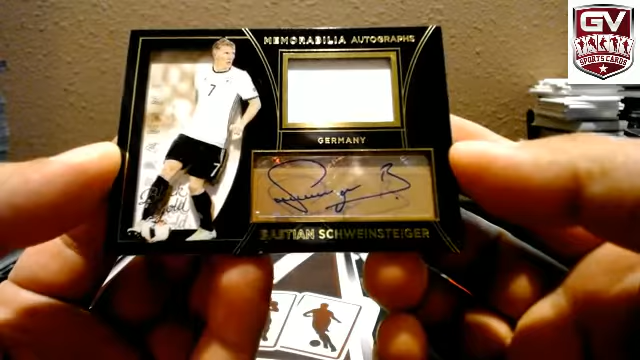 GV
SPORTS CARDS
MEMORABILIA AUTOGRAPHS
7
7
GERMANY
BASTIAN SCHWEINSTEIGER